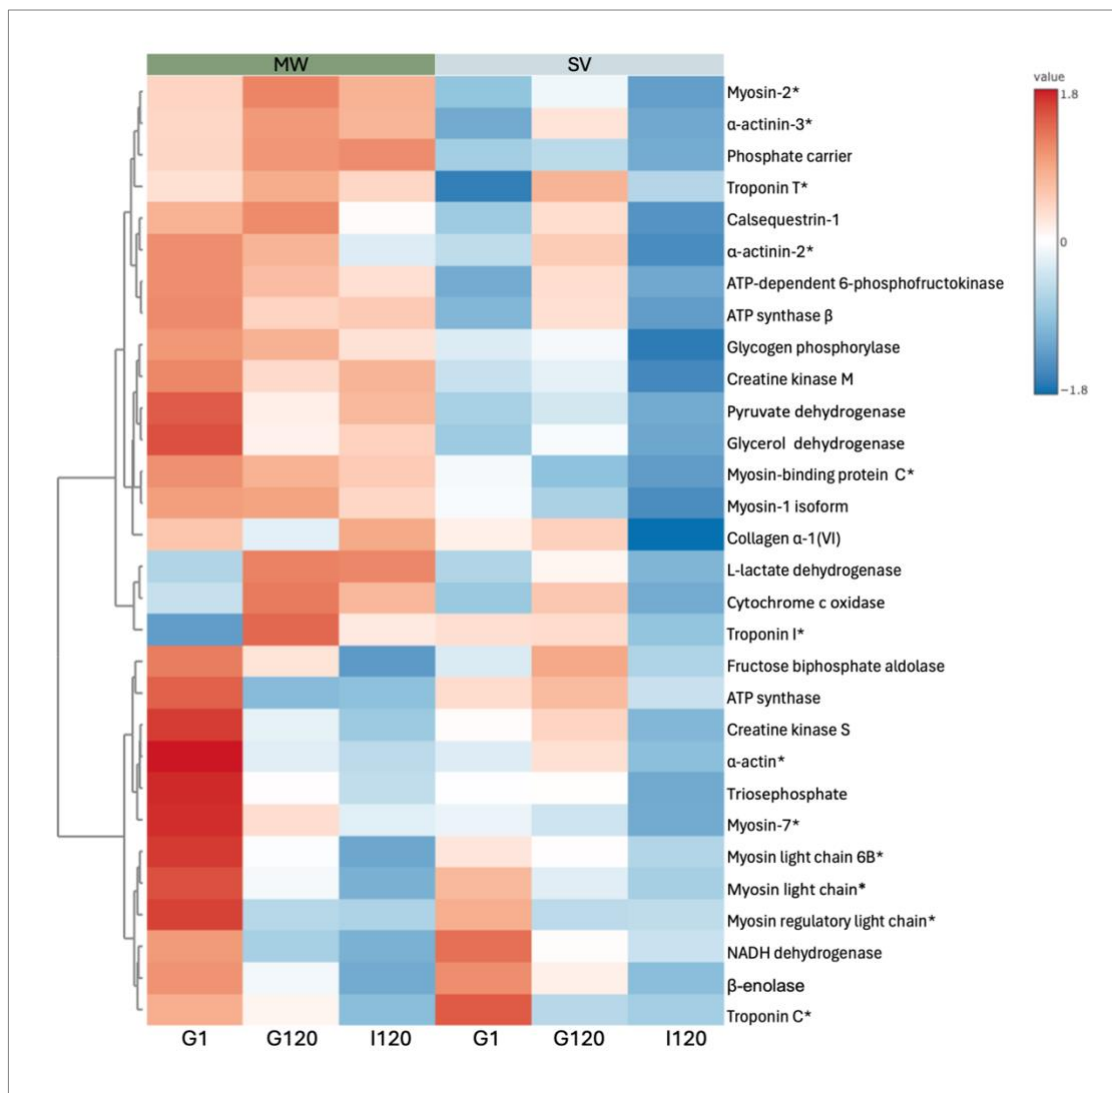 MW SV
value
1.8
0
−1.8
Myosin-2*
α-actinin-3*
Phosphate carrier
Troponin T*
Calsequestrin-1
α-actinin-2*
ATP-dependent 6-phosphofructokinase
ATP synthase β
Glycogen phosphorylase
Creatine kinase M
Pyruvate dehydrogenase
Glycerol dehydrogenase
Myosin-binding protein C*
Myosin-1 isoform
Collagen α-1(VI)
L-lactate dehydrogenase
Cytochrome c oxidase
Troponin I*
Fructose biphosphate aldolase
ATP synthase
Creatine kinase S
α-actin*
Triosephosphate
Myosin-7*
Myosin light chain 6B*
Myosin light chain*
Myosin regulatory light chain*
NADH dehydrogenase
β-enolase
Troponin C*
G1 G120 I120 G1 G120 I120